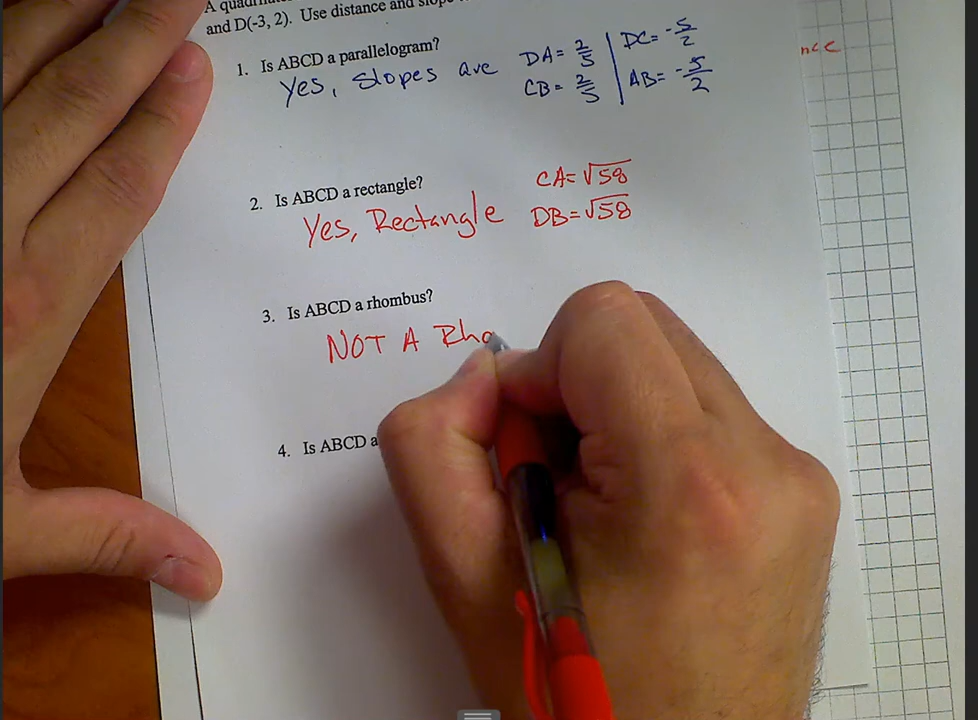 A
and D(-3, 2). Use distance and slope
1. Is ABCD a parallelogram?
Yes, Slopes are
DA = 2/5 | DC = -5/2
CB = 2/5 | AB = -5/2
nce
2. Is ABCD a rectangle?
Yes, Rectangle
CA = √58
DB = √58
3. Is ABCD a rhombus?
NOT A Rho
4. Is ABCD a